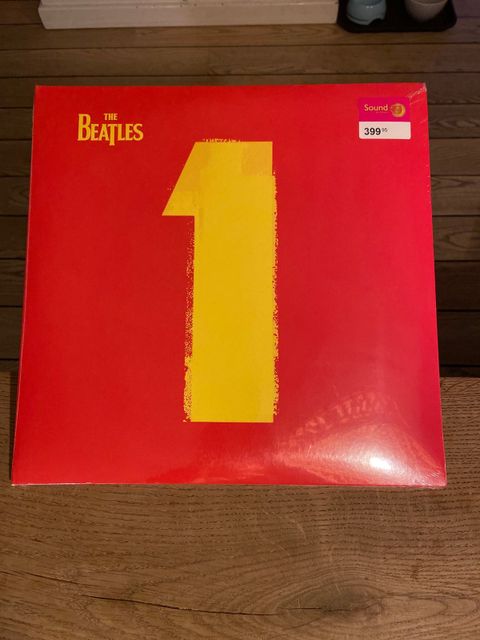 THE
BEATLES
Sound
399 95
1